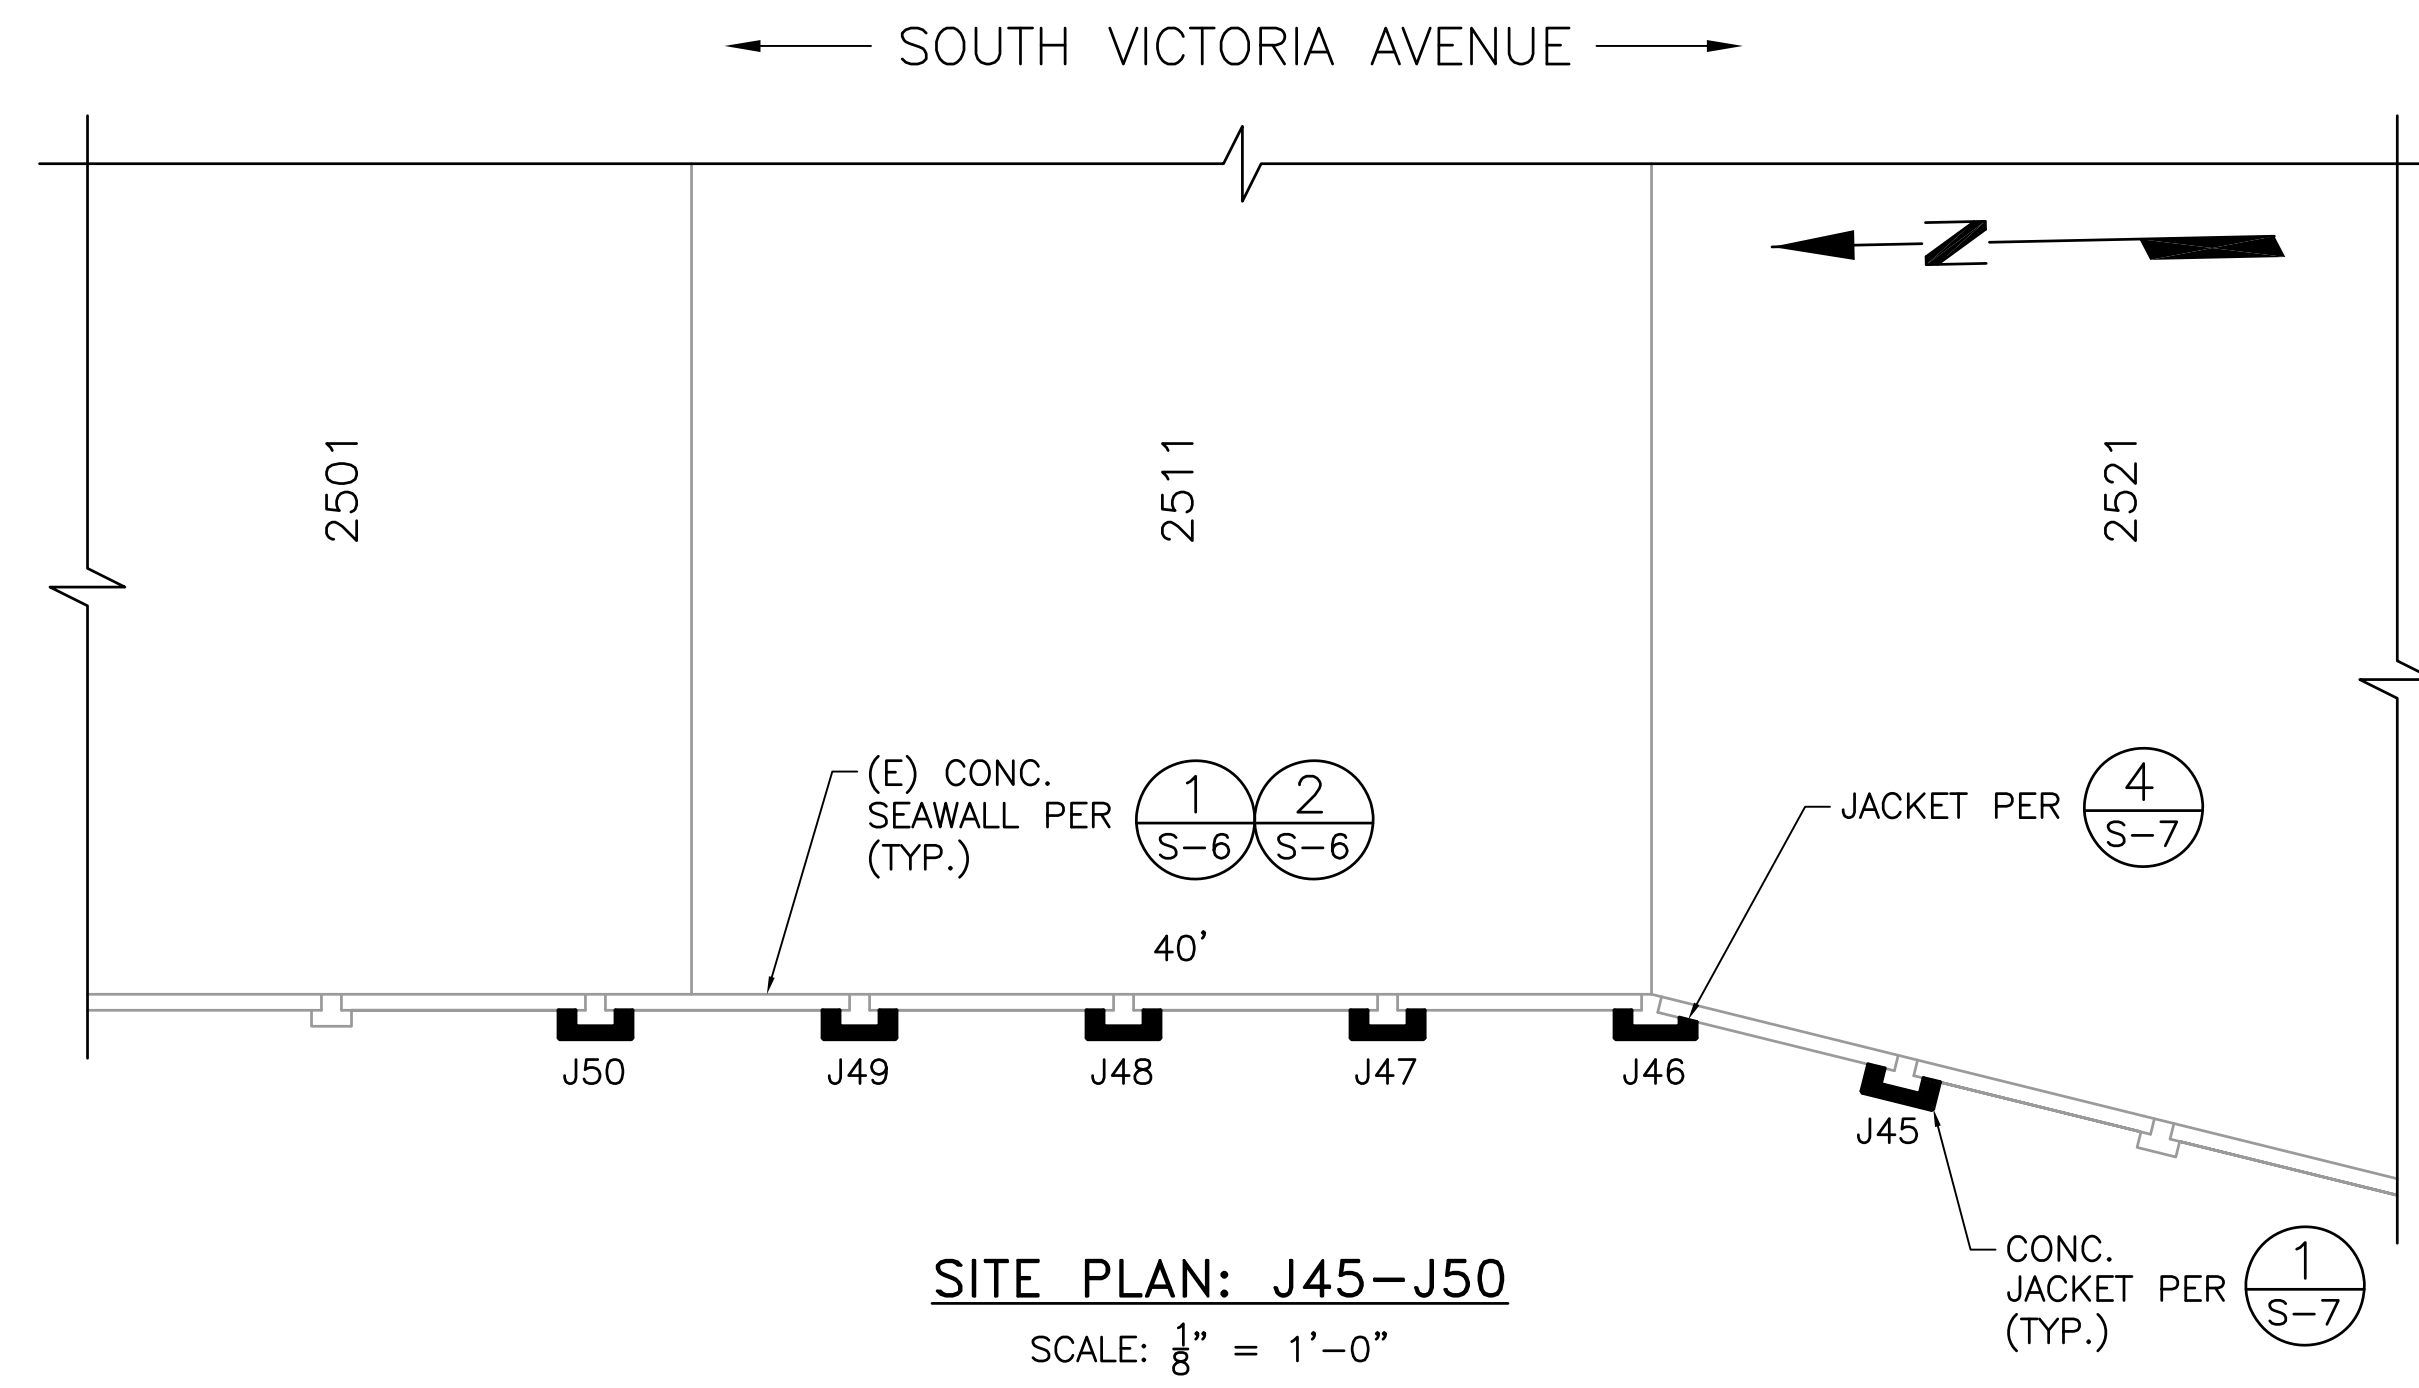 SOUTH VICTORIA AVENUE
N
2501
2511
2521
(E) CONC.
SEAWALL PER
(TYP.)
1
S-6
2
S-6
JACKET PER
4
S-7
40'
J50
J49
J48
J47
J46
J45
CONC.
JACKET PER
(TYP.)
1
S-7
SITE PLAN: J45-J50
SCALE: 1/8" = 1'-0"